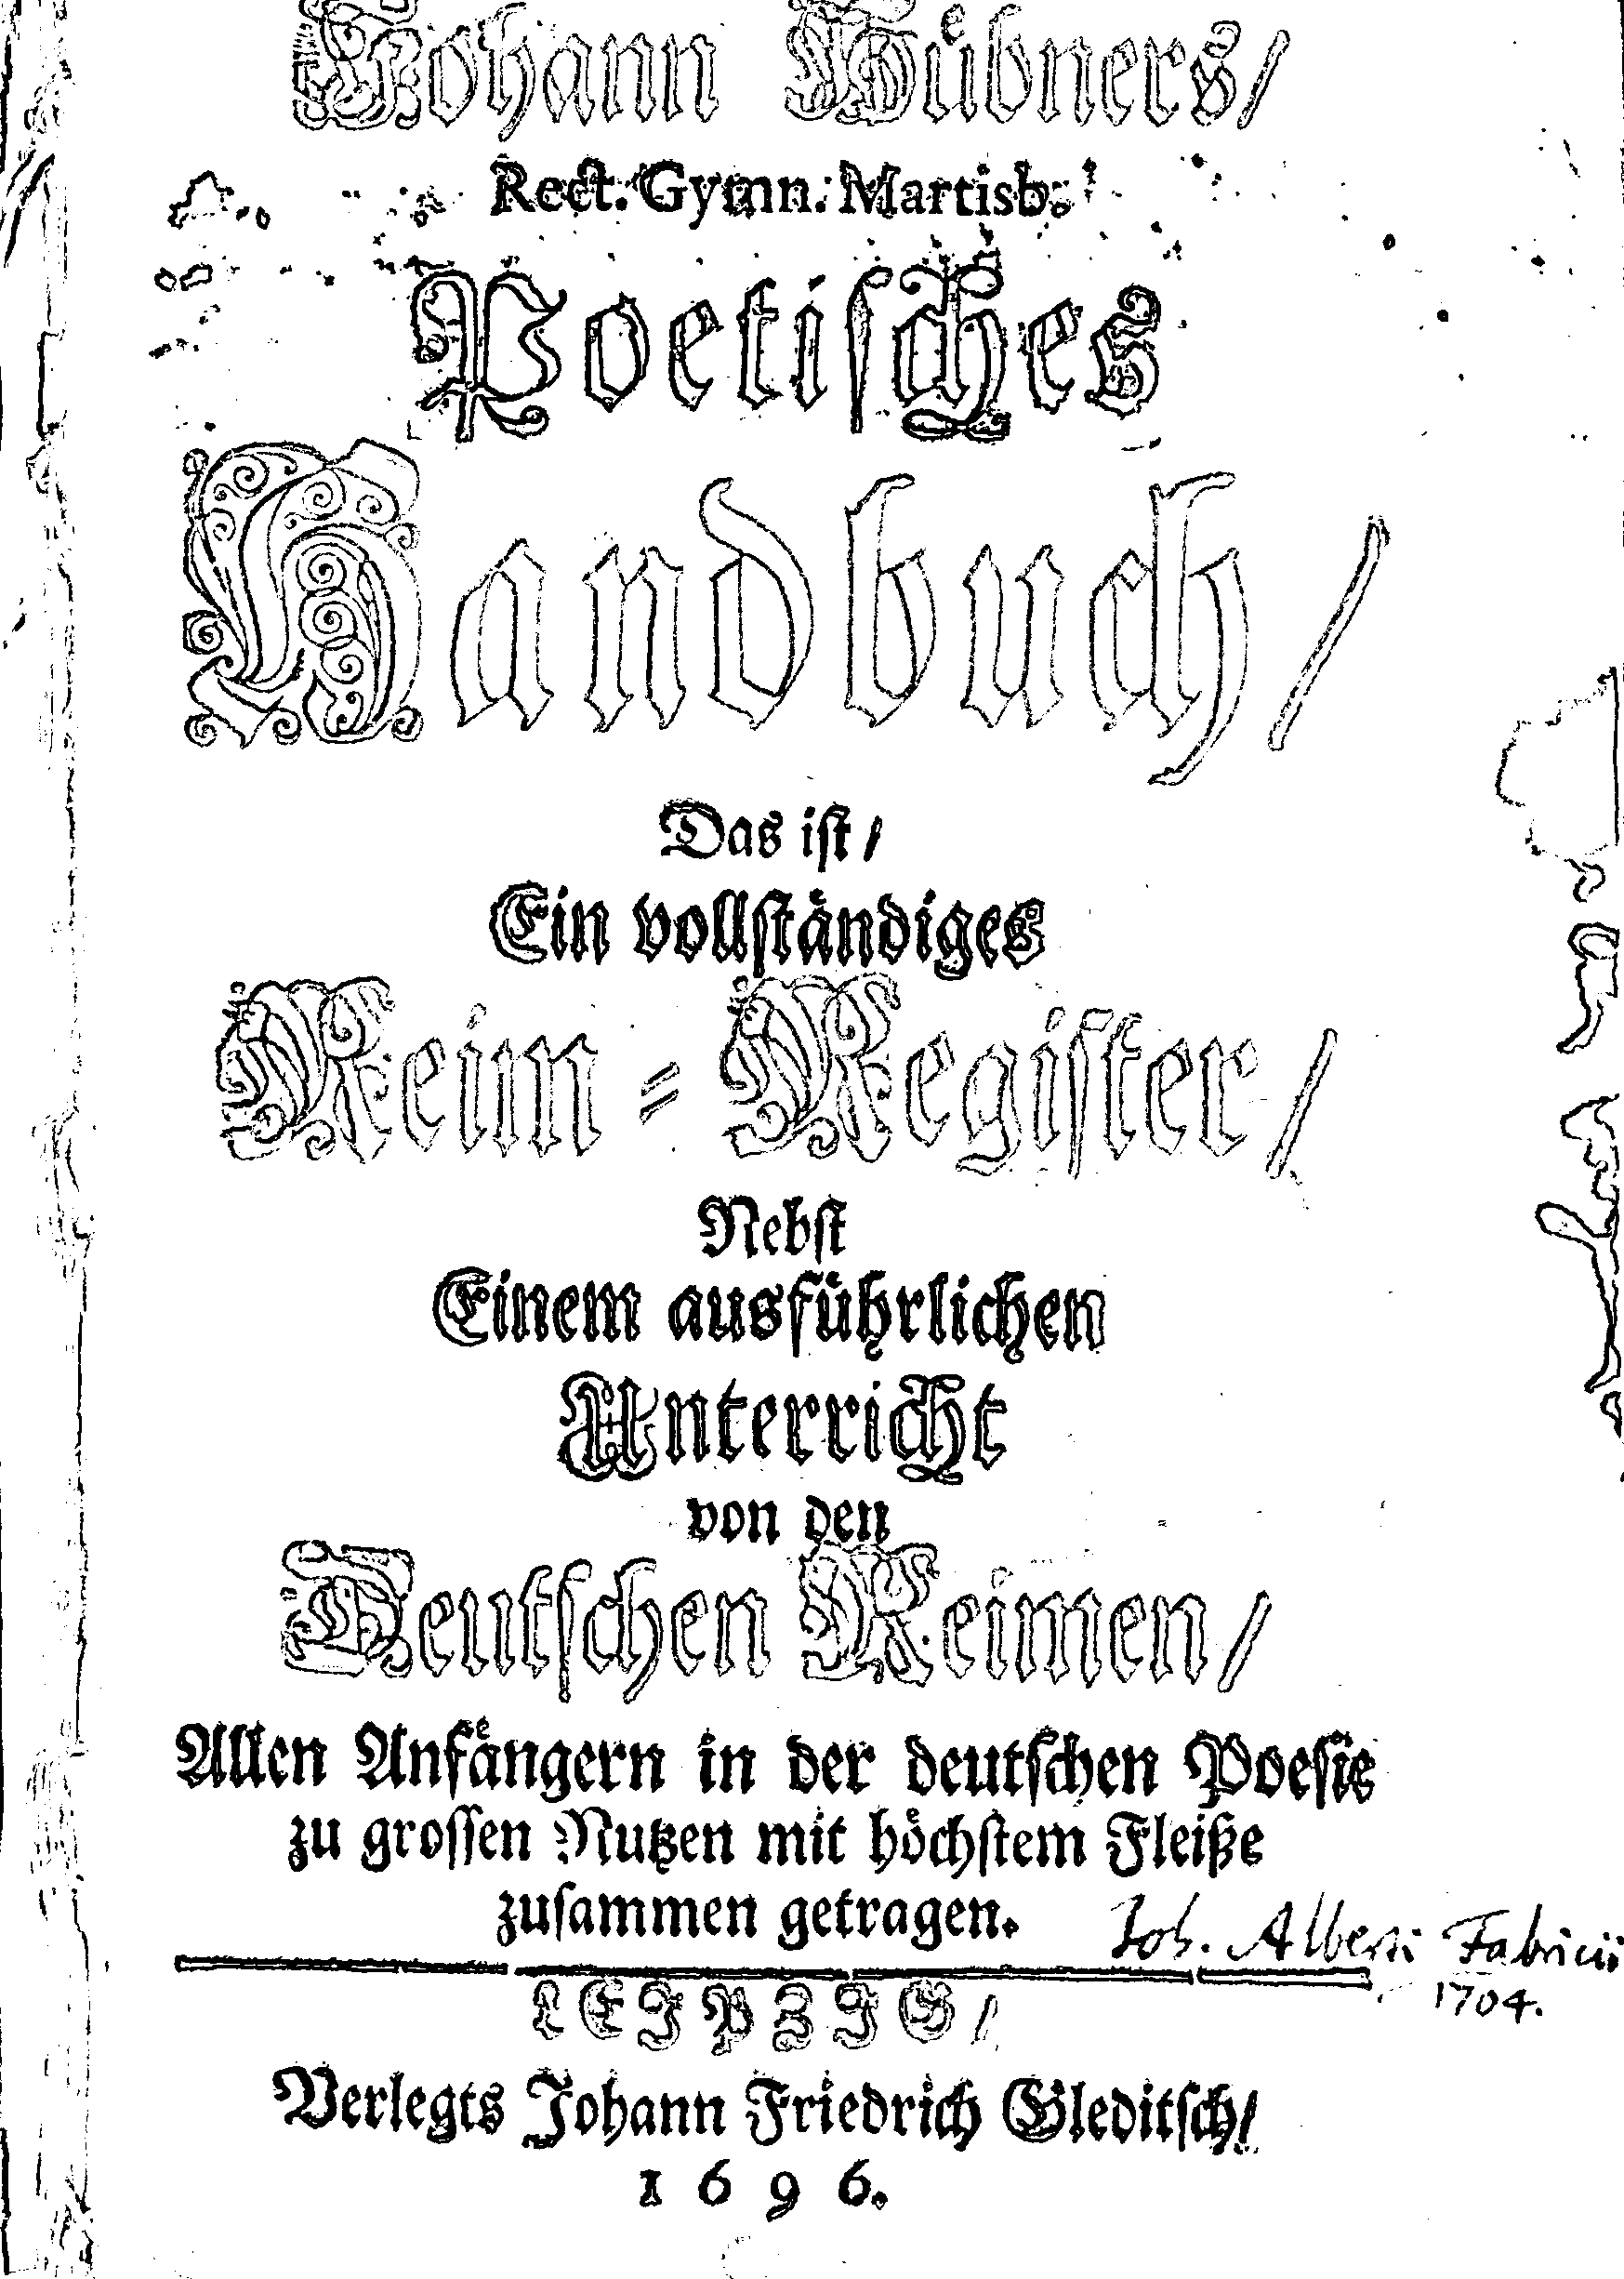 Johann Hübners/
Rect. Gymn. Martisb.
Poetisches
Handbuch/
Das ist/
Ein vollständiges
Reim-Register/
Nebst
Einem ausführlichen
Unterricht
von den
Deutschen Reimen/
Allen Anfängern in der deutschen Poesie
zu grossen Nutzen mit höchstem Fleiße
zusammen getragen.
Joh. Alberti Fabricii
1704.
LEJPZJG/
Verlegts Johann Friedrich Gleditsch/
1696.